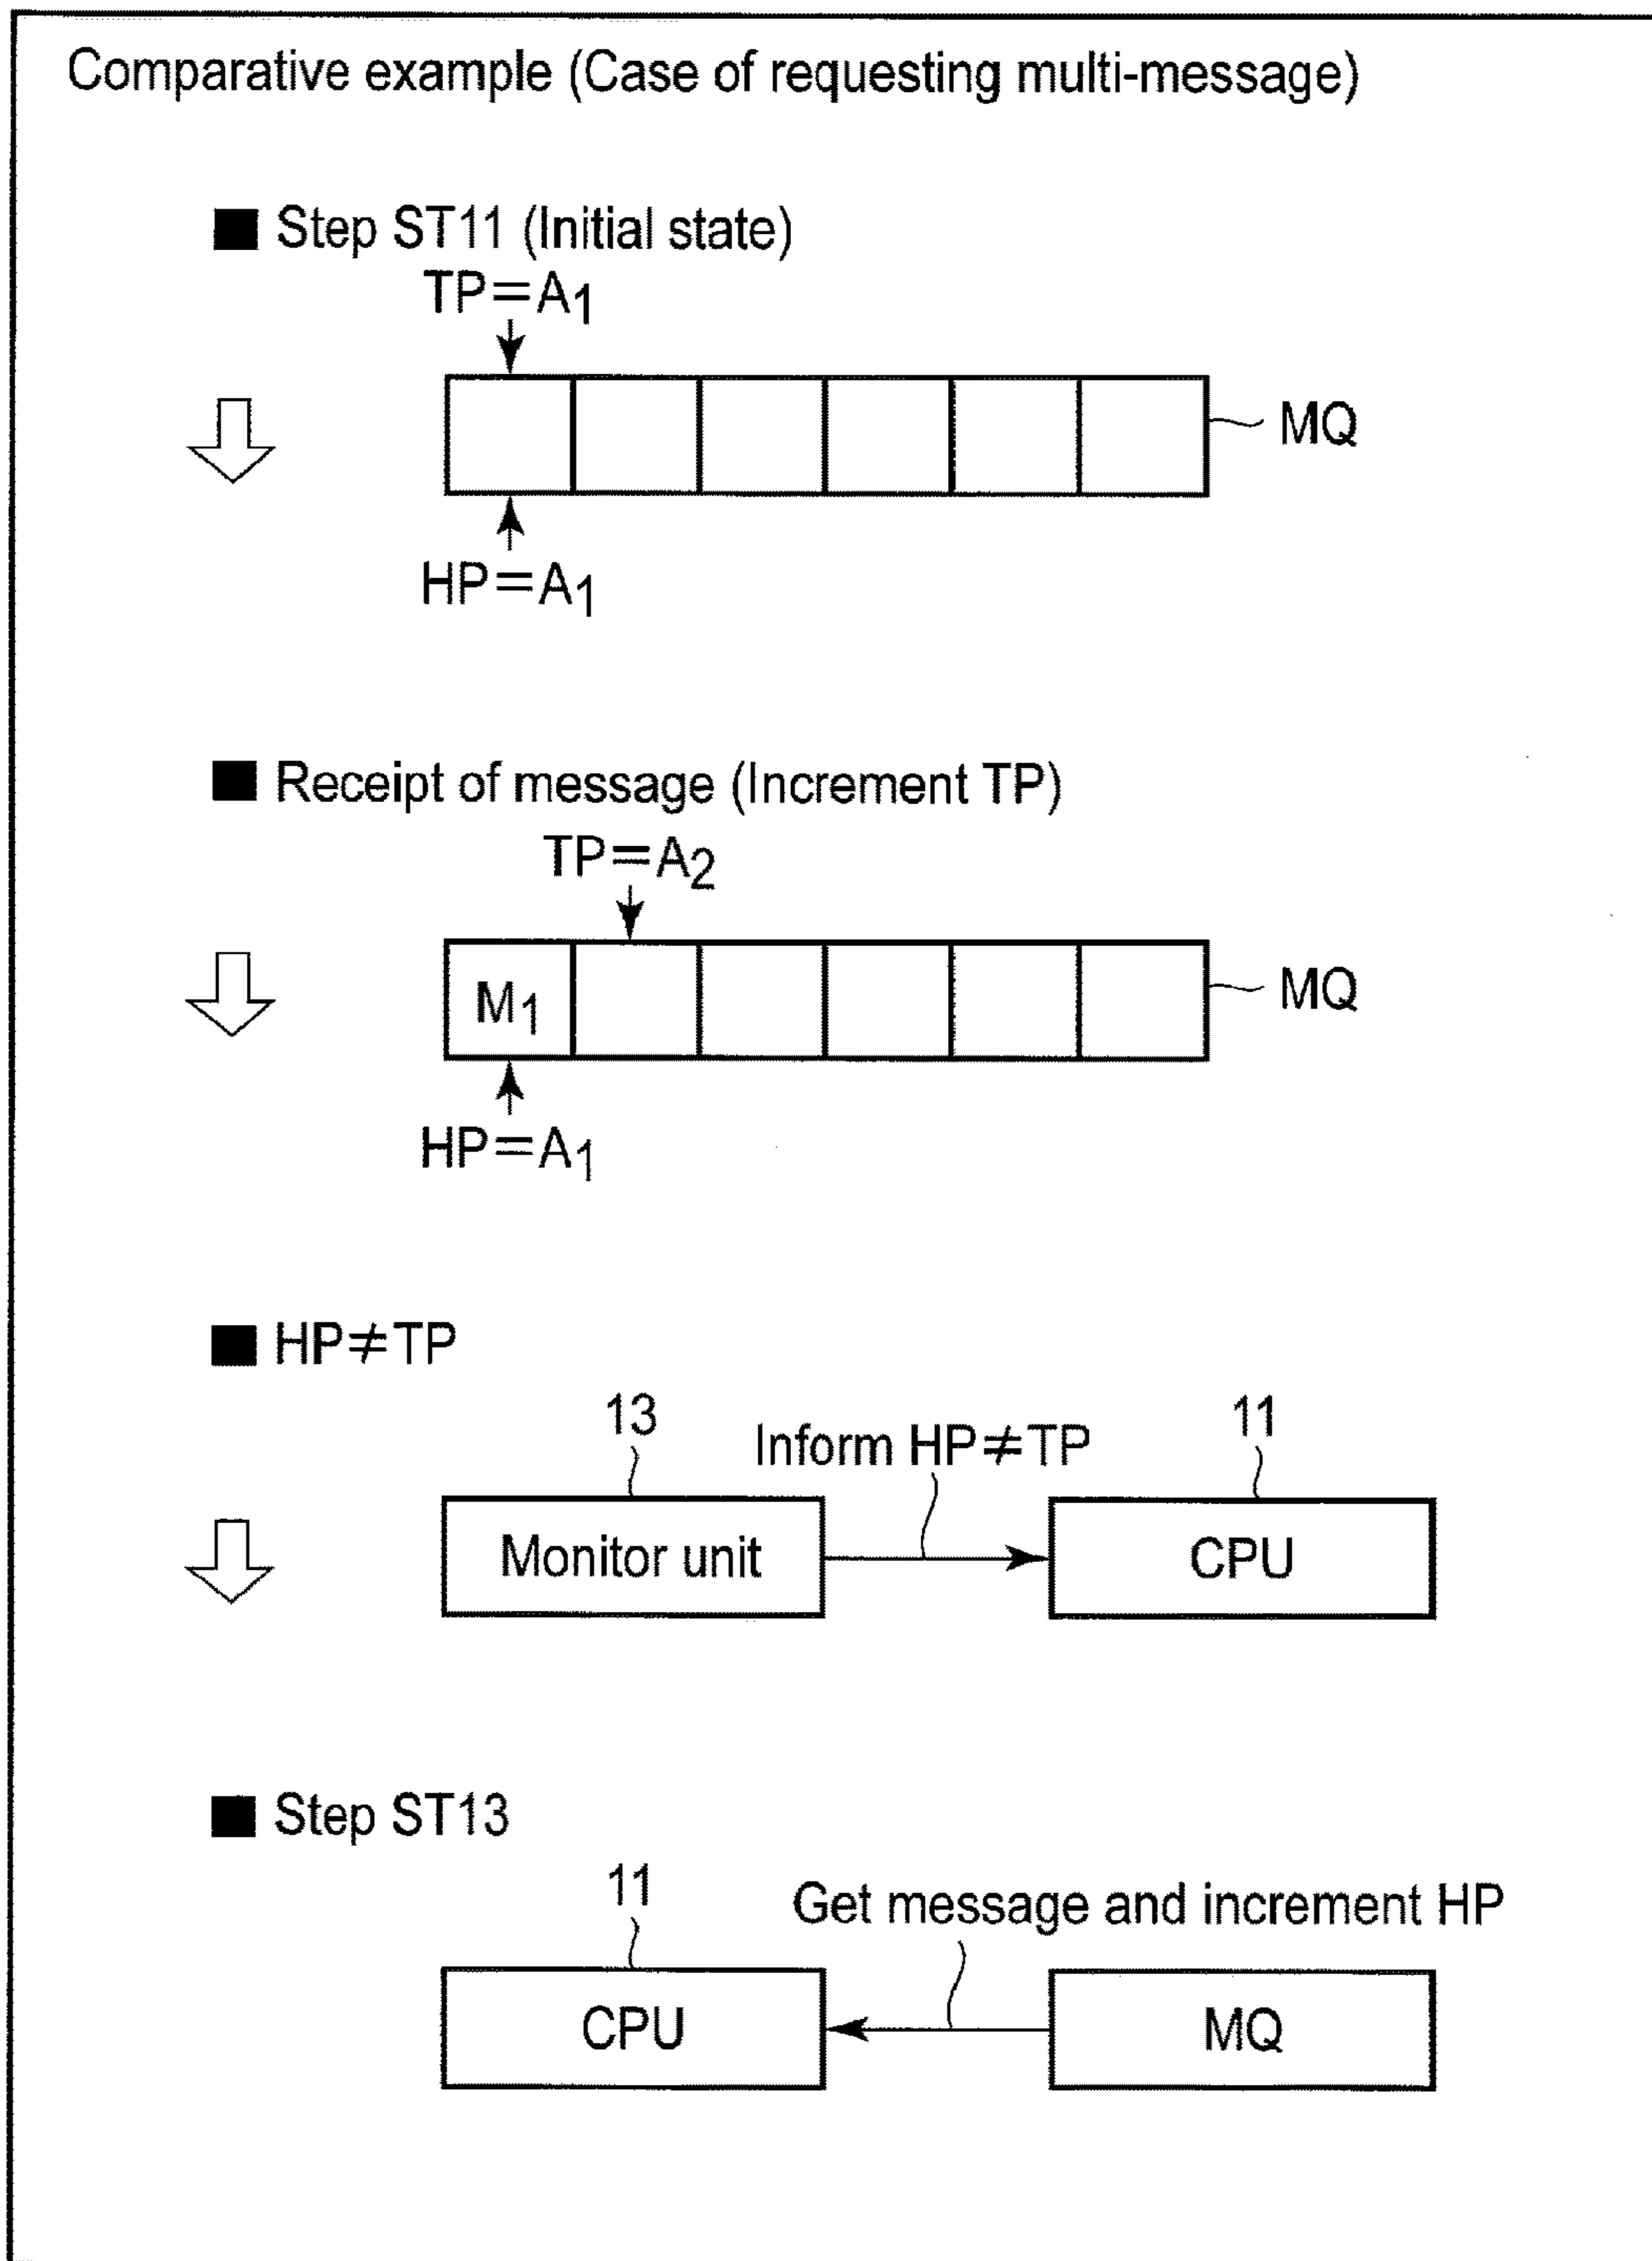 Comparative example (Case of requesting multi-message)
■ Step ST11 (Initial state)
TP=A1
MQ
HP=A1
■ Receipt of message (Increment TP)
TP=A2
M1
MQ
HP=A1
■ HP≠TP
13
Inform HP≠TP
11
Monitor unit
CPU
■ Step ST13
11
Get message and increment HP
CPU
MQ